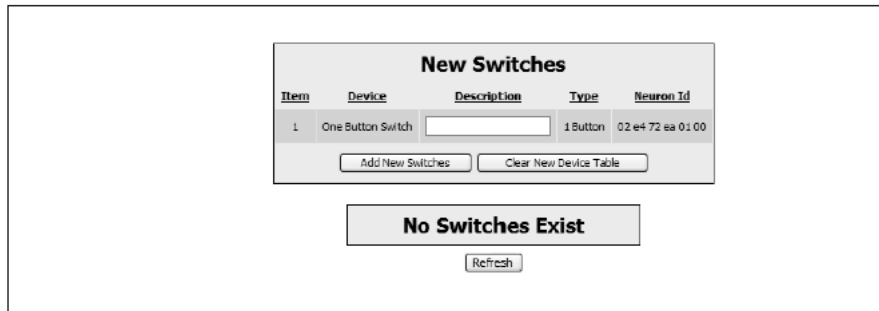 New Switches
Item Device Description Type Neuron Id
1 One Button Switch 1 Button 02 e4 72 ea 01 00
Add New Switches Clear New Device Table
No Switches Exist
Refresh